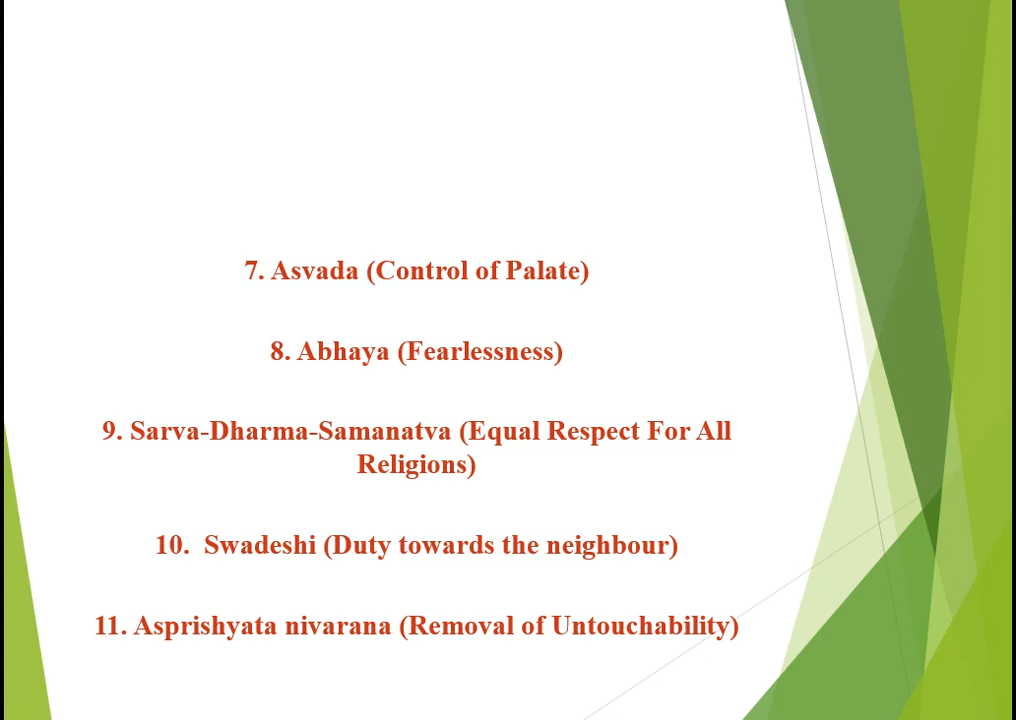 7. Asvada (Control of Palate)
8. Abhaya (Fearlessness)
9. Sarva-Dharma-Samanatva (Equal Respect For All
Religions)
10. Swadeshi (Duty towards the neighbour)
11. Asprishyata nivarana (Removal of Untouchability)